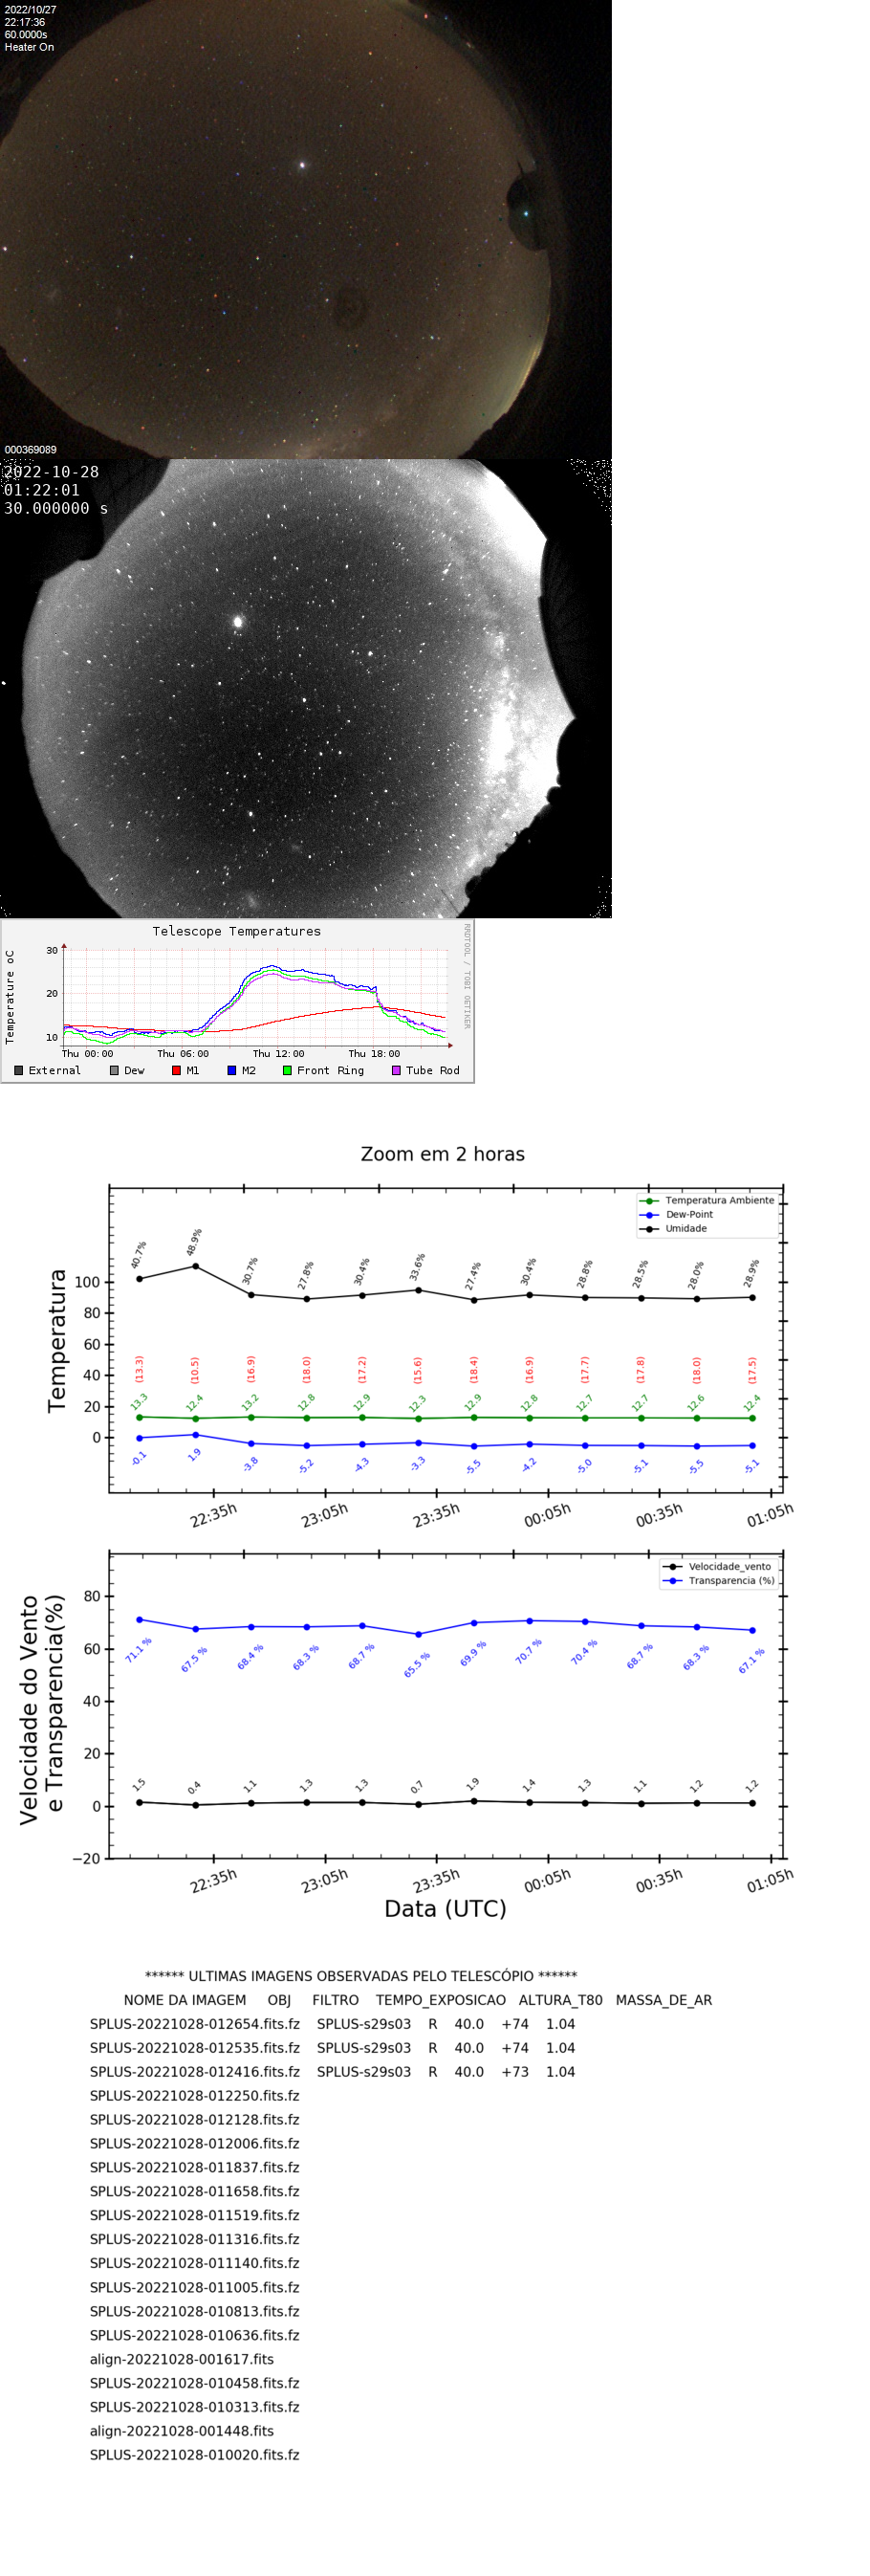 2022/10/27
22:17:36
60.0000s
Heater On
000369089
2022-10-28
01:22:01
30.000000 s
Telescope Temperatures
RRDTOOL / TOBI OETIKER
Temperature oC
30
20
10
Thu 00:00 Thu 06:00 Thu 12:00 Thu 18:00
External Dew M1 M2 Front Ring Tube Rod
Zoom em 2 horas
Temperatura Ambiente
Dew-Point
Umidade
Temperatura
100
80
60
40
20
0
40.7% 48.9% 30.7% 27.8% 30.4% 33.6% 27.4% 30.4% 28.8% 28.5% 28.0% 28.9%
(13.3) (10.5) (16.9) (18.0) (17.2) (15.6) (18.4) (16.9) (17.7) (17.8) (18.0) (17.5)
13.3 12.4 13.2 12.8 12.9 12.3 12.9 12.8 12.7 12.7 12.6 12.4
-0.1 1.9 -3.8 -5.2 -4.3 -3.3 -5.5 -4.2 -5.0 -5.1 -5.5 -5.1
22:35h 23:05h 23:35h 00:05h 00:35h 01:05h
Velocidade_vento
Transparencia (%)
Velocidade do Vento
e Transparencia(%)
80
60
40
20
0
−20
71.1 % 67.5 % 68.4 % 68.3 % 68.7 % 65.5 % 69.9 % 70.7 % 70.4 % 68.7 % 68.3 % 67.1 %
1.5 0.4 1.1 1.3 1.3 0.7 1.9 1.4 1.3 1.1 1.2 1.2
22:35h 23:05h 23:35h 00:05h 00:35h 01:05h
Data (UTC)
****** ULTIMAS IMAGENS OBSERVADAS PELO TELESCÓPIO ******
NOME DA IMAGEM OBJ FILTRO TEMPO_EXPOSICAO ALTURA_T80 MASSA_DE_AR
SPLUS-20221028-012654.fits.fz SPLUS-s29s03 R 40.0 +74 1.04
SPLUS-20221028-012535.fits.fz SPLUS-s29s03 R 40.0 +74 1.04
SPLUS-20221028-012416.fits.fz SPLUS-s29s03 R 40.0 +73 1.04
SPLUS-20221028-012250.fits.fz
SPLUS-20221028-012128.fits.fz
SPLUS-20221028-012006.fits.fz
SPLUS-20221028-011837.fits.fz
SPLUS-20221028-011658.fits.fz
SPLUS-20221028-011519.fits.fz
SPLUS-20221028-011316.fits.fz
SPLUS-20221028-011140.fits.fz
SPLUS-20221028-011005.fits.fz
SPLUS-20221028-010813.fits.fz
SPLUS-20221028-010636.fits.fz
align-20221028-001617.fits
SPLUS-20221028-010458.fits.fz
SPLUS-20221028-010313.fits.fz
align-20221028-001448.fits
SPLUS-20221028-010020.fits.fz